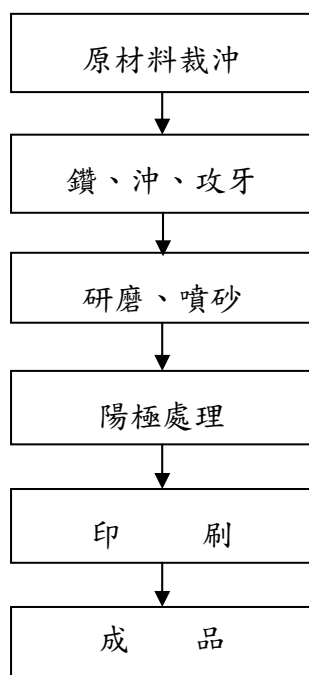 原材料裁沖
鑽、沖、攻牙
研磨、噴砂
陽極處理
印　　刷
成　　品